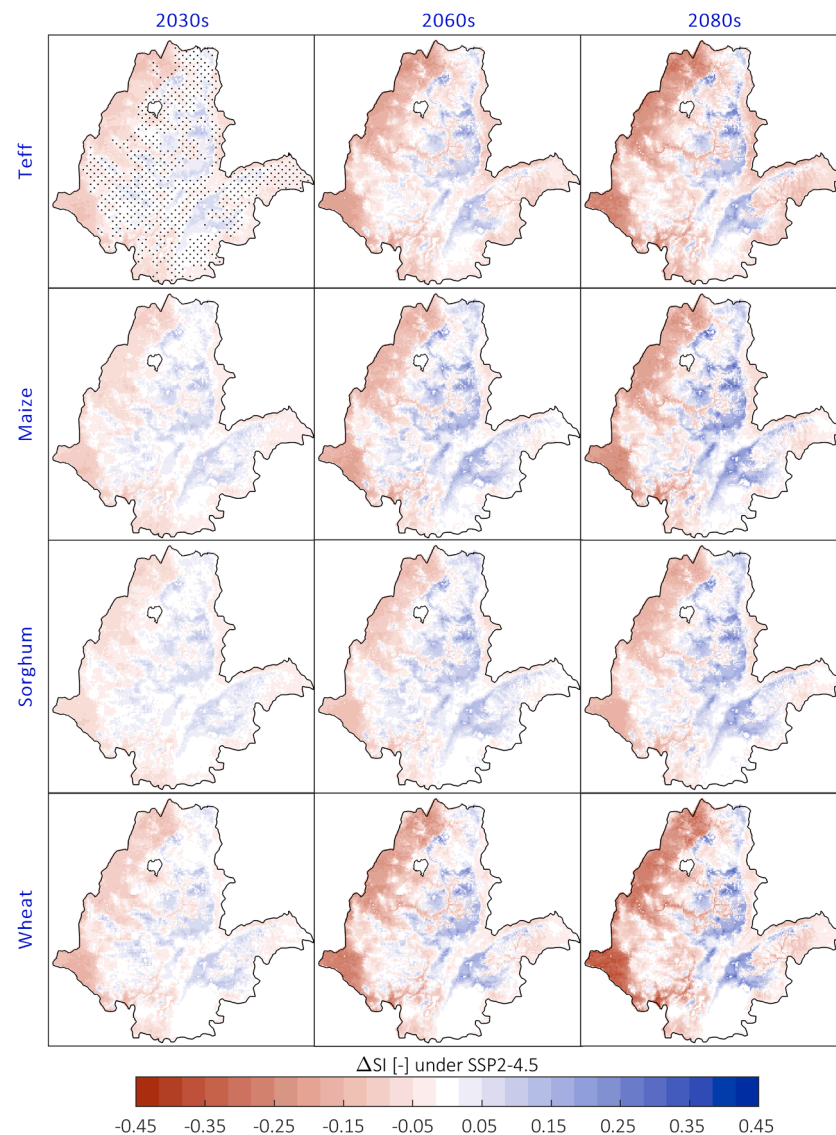 2030s 2060s 2080s
Teff
Maize
Sorghum
Wheat
ΔSI [-] under SSP2-4.5
-0.45 -0.35 -0.25 -0.15 -0.05 0.05 0.15 0.25 0.35 0.45